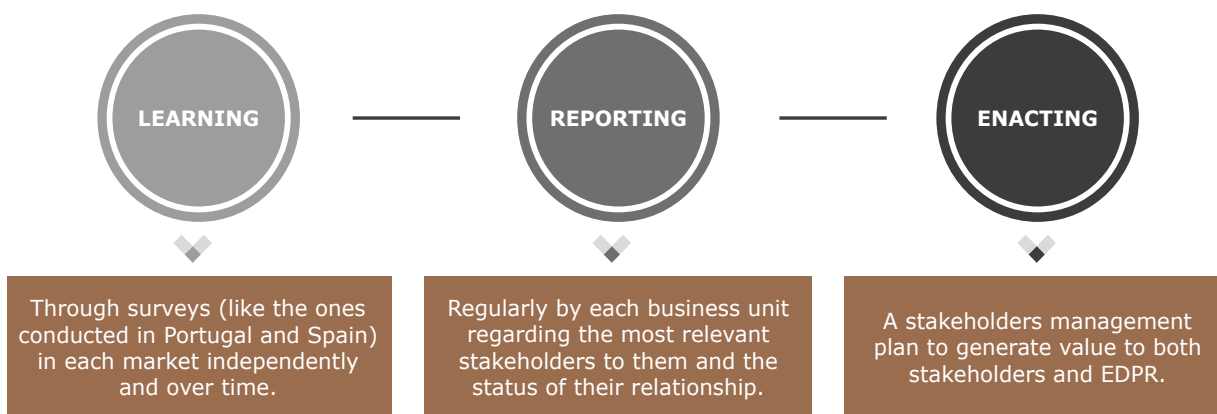 LEARNING
REPORTING
ENACTING
Through surveys (like the ones
conducted in Portugal and Spain)
in each market independently
and over time.
Regularly by each business unit
regarding the most relevant
stakeholders to them and the
status of their relationship.
A stakeholders management
plan to generate value to both
stakeholders and EDPR.